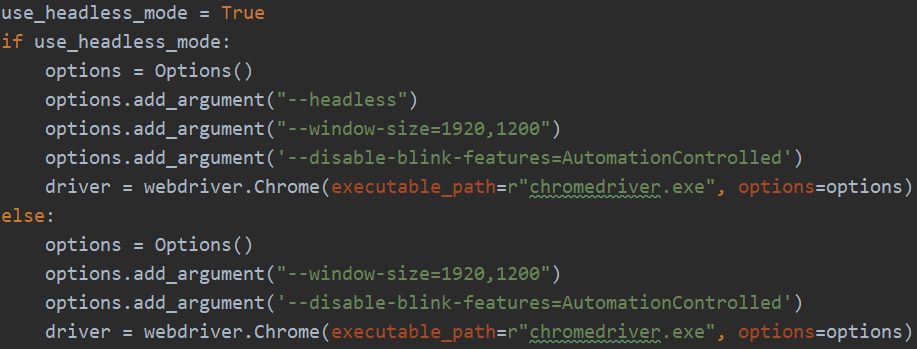 use_headless_mode = True
if use_headless_mode:
    options = Options()
    options.add_argument("--headless")
    options.add_argument("--window-size=1920,1200")
    options.add_argument('--disable-blink-features=AutomationControlled')
    driver = webdriver.Chrome(executable_path=r"chromedriver.exe", options=options)
else:
    options = Options()
    options.add_argument("--window-size=1920,1200")
    options.add_argument('--disable-blink-features=AutomationControlled')
    driver = webdriver.Chrome(executable_path=r"chromedriver.exe", options=options)